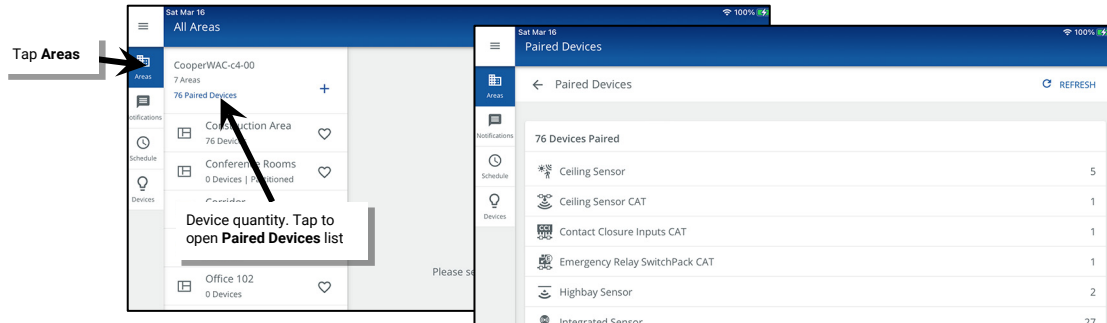 Sat Mar 16
100%
All Areas
Tap Areas
Areas
CooperWAC-c4-00
7 Areas
76 Paired Devices
Notifications
Schedule
Devices
Construction Area
76 Devices
Conference Rooms
0 Devices | Partitioned
Corridor
Device quantity. Tap to
open Paired Devices list
Office 102
0 Devices
Please se
Sat Mar 16
100%
Paired Devices
Areas
Paired Devices
REFRESH
Notifications
76 Devices Paired
Schedule
Ceiling Sensor 5
Devices
Ceiling Sensor CAT 1
CCI
Contact Closure Inputs CAT 1
Emergency Relay SwitchPack CAT 1
Highbay Sensor 2
Integrated Sensor 27